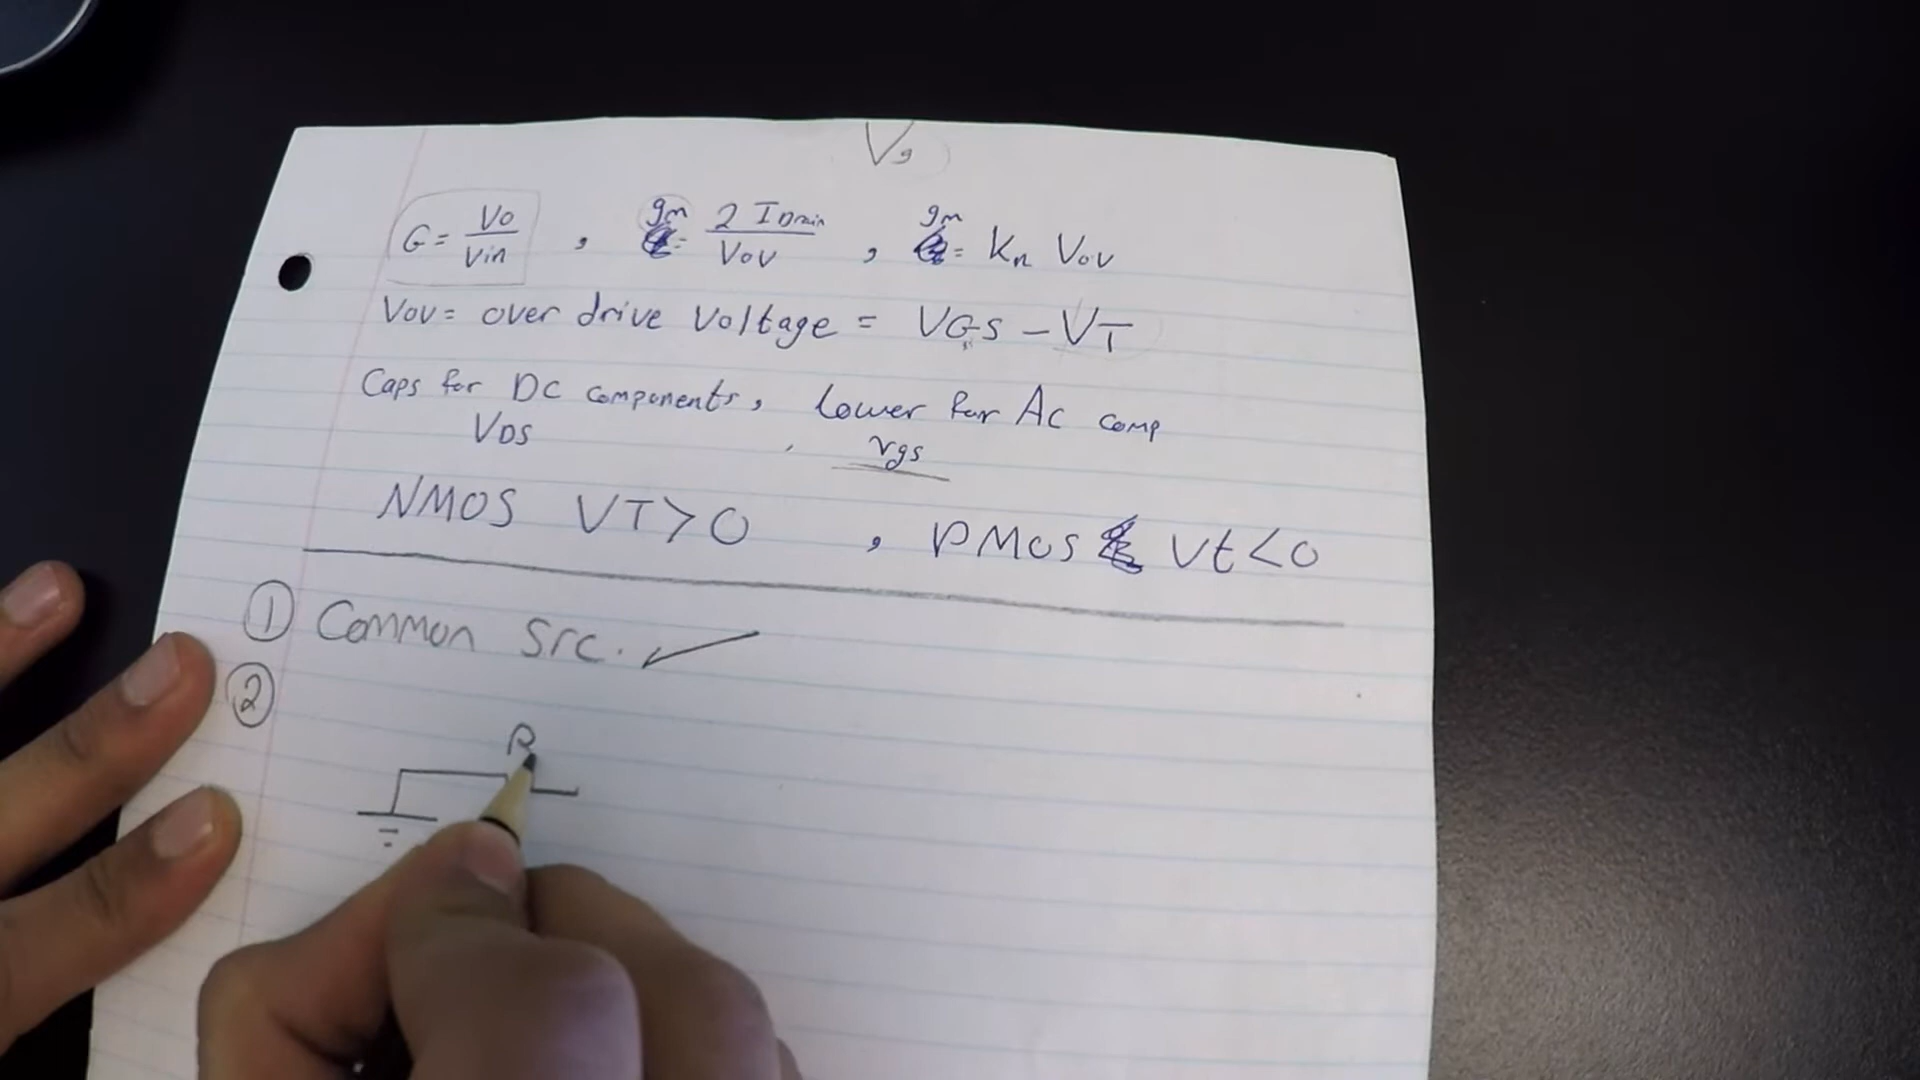 Vg
G = Vo/Vin , gm = 2 IDrain/Vov , gm = Kn Vov
Vov = over drive Voltage = VGS - VT
Caps for DC components, lower for Ac comp
VDS vgs
NMOS VT>0 , PMOS Vt<0
① Common Src. ✓
②
R